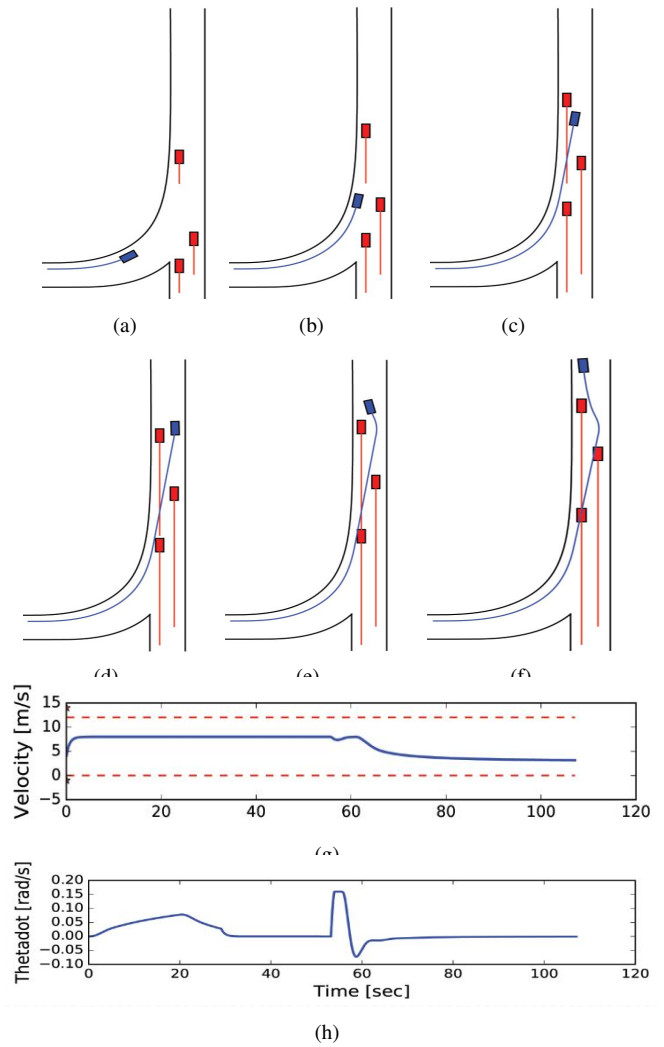 (a)
(b)
(c)
(d)
(e)
(f)
Velocity [m/s]
15
10
5
0
−5
0 20 40 60 80 100 120
(g)
Thetadot [rad/s]
0.20
0.15
0.10
0.05
0.00
−0.05
−0.10
0 20 40 60 80 100 120
Time [sec]
(h)